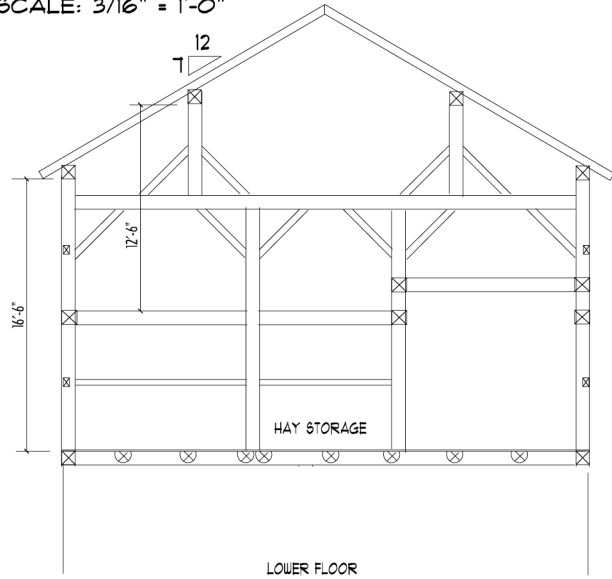 SCALE: 3/16" = 1'-0"
12
7
12'-6"
16'-6"
HAY STORAGE
LOWER FLOOR